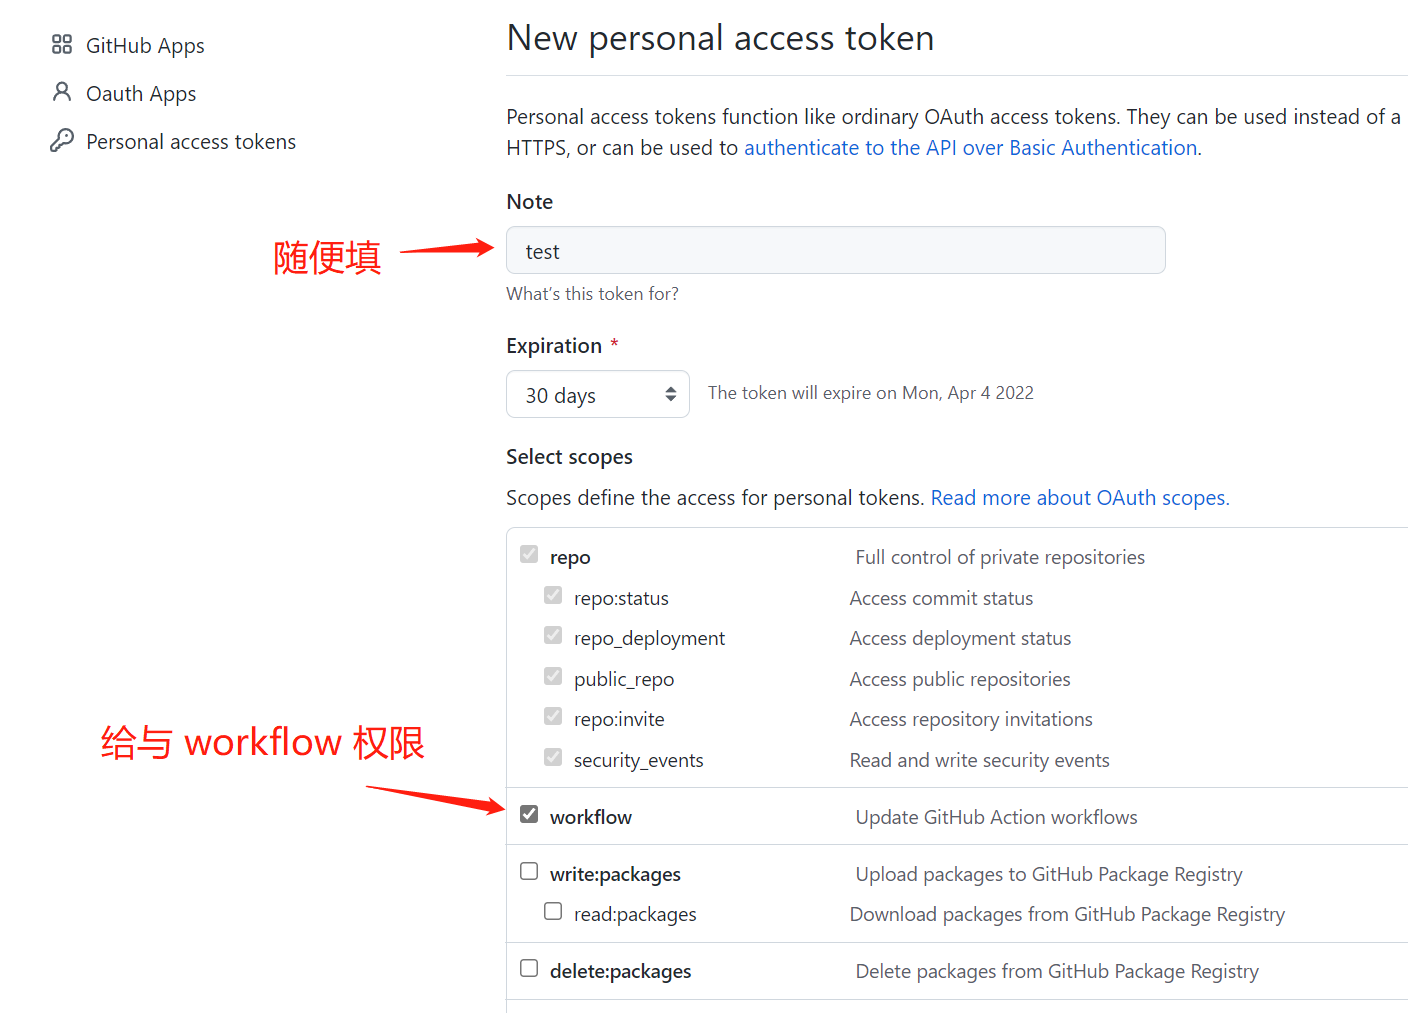 GitHub Apps
Oauth Apps
Personal access tokens
New personal access token
Personal access tokens function like ordinary OAuth access tokens. They can be used instead of a
HTTPS, or can be used to authenticate to the API over Basic Authentication.
Note
随便填
test
What's this token for?
Expiration *
30 days The token will expire on Mon, Apr 4 2022
Select scopes
Scopes define the access for personal tokens. Read more about OAuth scopes.
repo Full control of private repositories
repo:status Access commit status
repo_deployment Access deployment status
public_repo Access public repositories
repo:invite Access repository invitations
security_events Read and write security events
给与 workflow 权限
workflow Update GitHub Action workflows
write:packages Upload packages to GitHub Package Registry
read:packages Download packages from GitHub Package Registry
delete:packages Delete packages from GitHub Package Registry